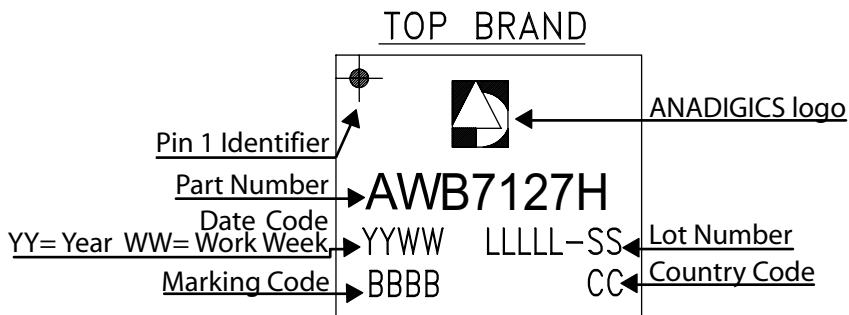 TOP BRAND
ANADIGICS logo
Pin 1 Identifier
Part Number
AWB7127H
Date Code
YY= Year WW= Work Week
YYWW LLLLL-SS
Lot Number
Marking Code
BBBB CC
Country Code